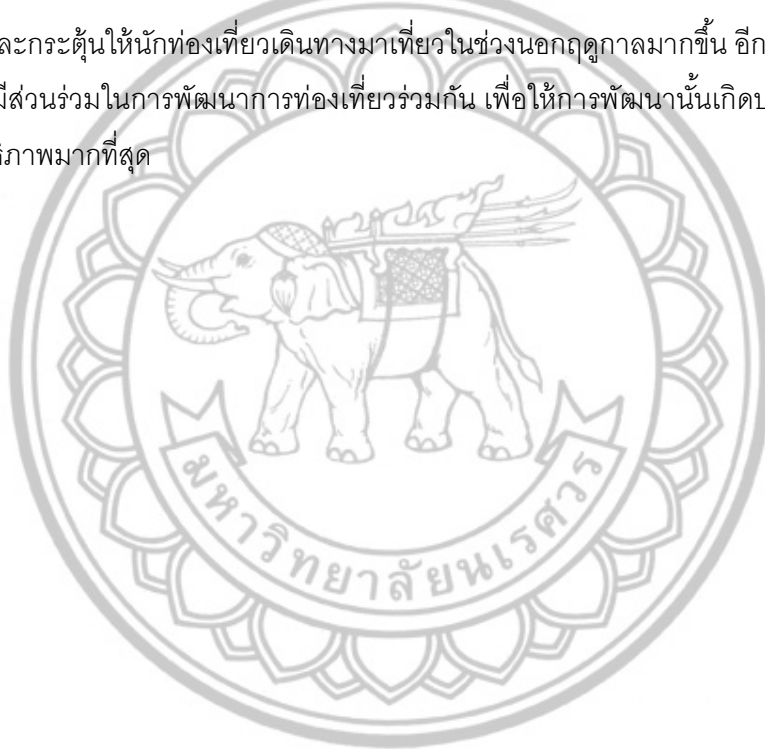 ละกระตุ้นให้นักท่องเที่ยวเดินทางมาเที่ยวในช่วงนอกฤดูกาลมากขึ้น อีก
มีส่วนร่วมในการพัฒนาการท่องเที่ยวร่วมกัน เพื่อให้การพัฒนานั้นเกิด
ภาพมากที่สุด
มหาวิทยาลัยนเรศวร